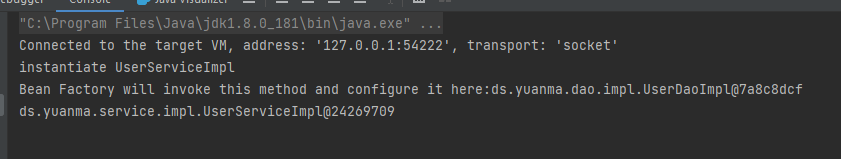 Console
Java Visualizer
"C:\Program Files\Java\jdk1.8.0_181\bin\java.exe" ...
Connected to the target VM, address: '127.0.0.1:54222', transport: 'socket'
instantiate UserServiceImpl
Bean Factory will invoke this method and configure it here:ds.yuanma.dao.impl.UserDaoImpl@7a8c8dcf
ds.yuanma.service.impl.UserServiceImpl@24269709